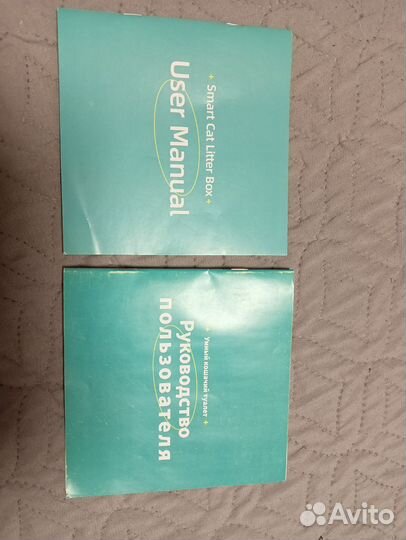 + Smart Cat Litter Box +
User Manual
+ Умный кошачий туалет +
Руководство
пользователя
Avito